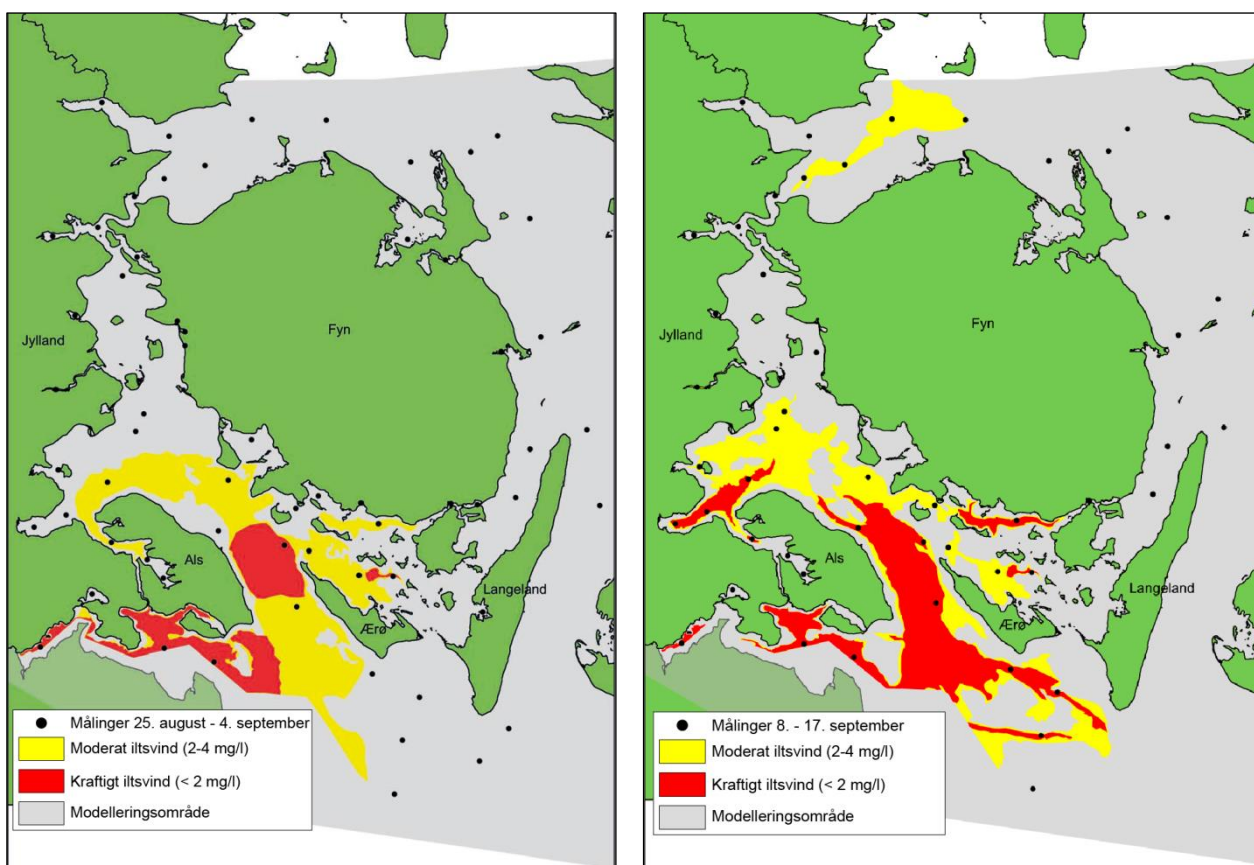 Fyn
Jylland
Als
Langeland
Ærø
Målinger 25. august - 4. september
Moderat iltsvind (2-4 mg/l)
Kraftigt iltsvind (< 2 mg/l)
Modelleringsområde
Fyn
Jylland
Als
Langeland
Ærø
Målinger 8. - 17. september
Moderat iltsvind (2-4 mg/l)
Kraftigt iltsvind (< 2 mg/l)
Modelleringsområde